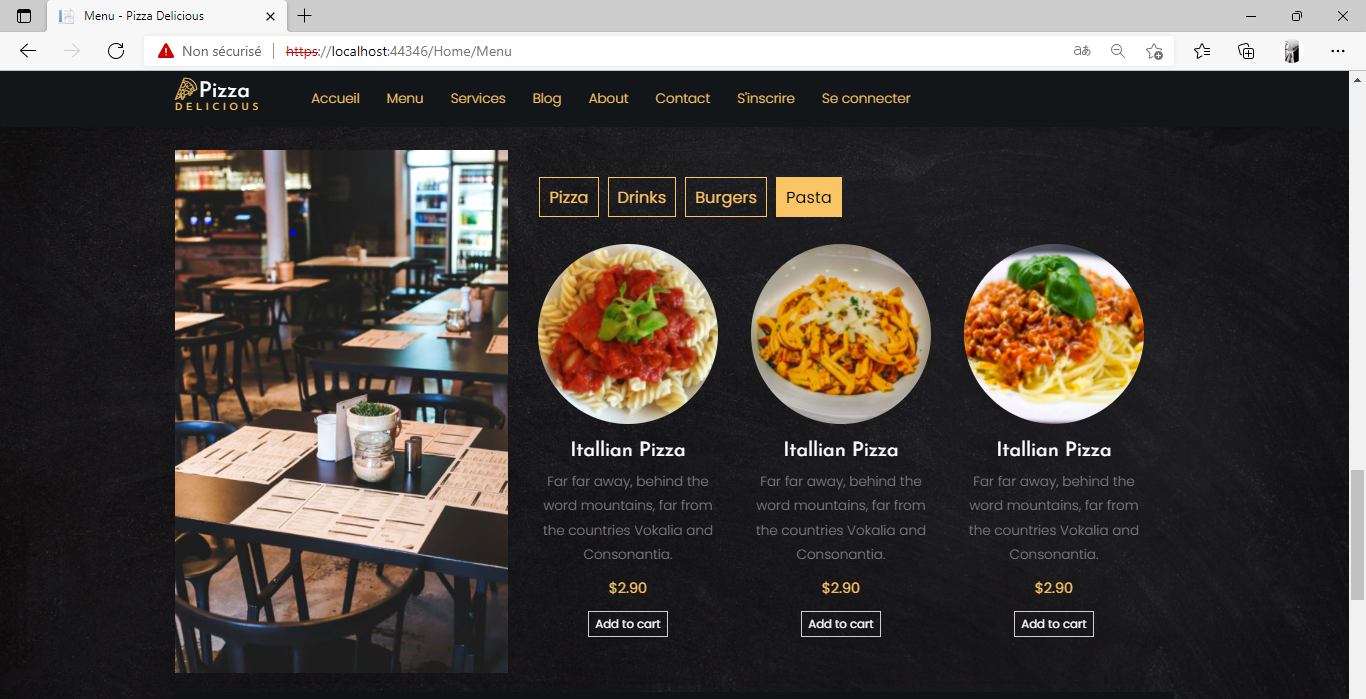 Menu - Pizza Delicious
Non sécurisé https://localhost:44346/Home/Menu
Pizza
DELICIOUS
Accueil Menu Services Blog About Contact S'inscrire Se connecter
Pizza Drinks Burgers Pasta
Itallian Pizza
Far far away, behind the
word mountains, far from
the countries Vokalia and
Consonantia.
$2.90
Add to cart
Itallian Pizza
Far far away, behind the
word mountains, far from
the countries Vokalia and
Consonantia.
$2.90
Add to cart
Itallian Pizza
Far far away, behind the
word mountains, far from
the countries Vokalia and
Consonantia.
$2.90
Add to cart